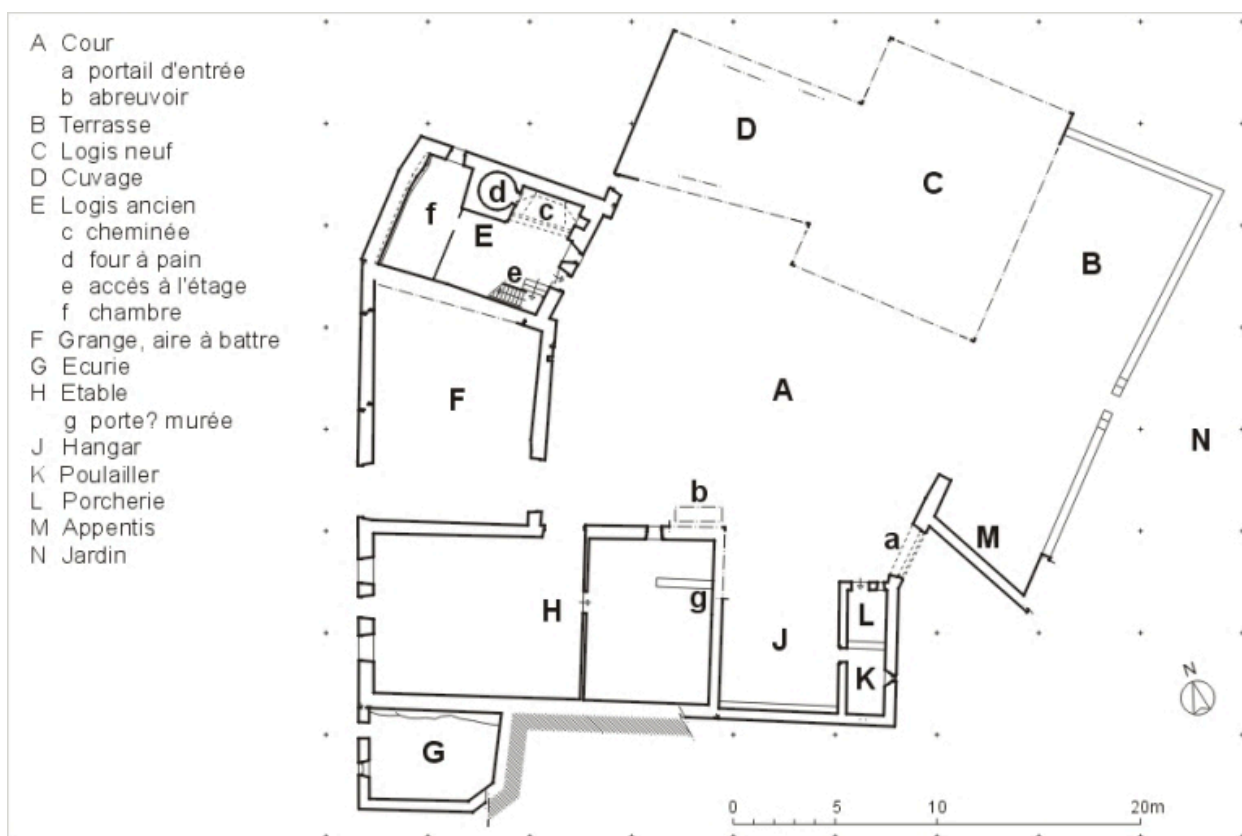 A Cour
a portail d'entrée
b abreuvoir
B Terrasse
C Logis neuf
D Cuvage
E Logis ancien
c cheminée
d four à pain
e accès à l'étage
f chambre
F Grange, aire à battre
G Ecurie
H Etable
g porte? murée
J Hangar
K Poulailler
L Porcherie
M Appentis
N Jardin
D
C
d
c
f
E
B
e
A
F
N
b
a
M
H
g
L
J
K
N
G
0 5 10 20m